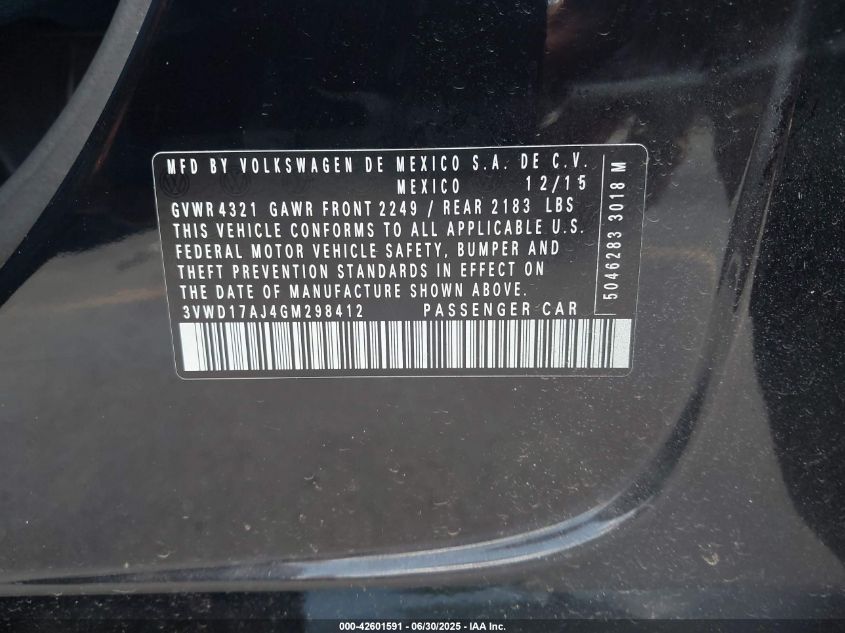 MFD BY VOLKSWAGEN DE MEXICO S.A. DE C.V.
MEXICO 12/15
GVWR 4321 GAWR FRONT 2249 / REAR 2183 LBS
THIS VEHICLE CONFORMS TO ALL APPLICABLE U.S.
FEDERAL MOTOR VEHICLE SAFETY, BUMPER AND
THEFT PREVENTION STANDARDS IN EFFECT ON
THE DATE OF MANUFACTURE SHOWN ABOVE.
3VWD17AJ4GM298412 PASSENGER CAR
5046283 3018 M
000-42601591 - 06/30/2025 - IAA Inc.